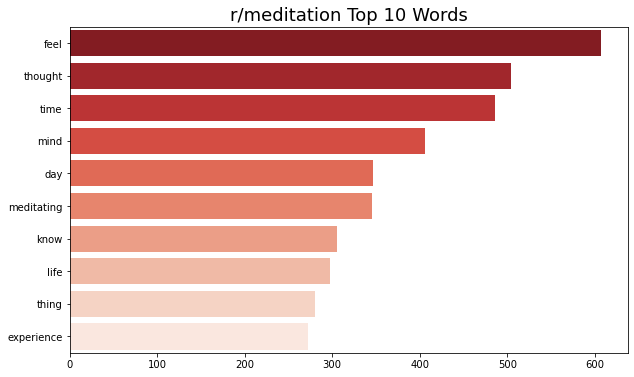 r/meditation Top 10 Words
feel
thought
time
mind
day
meditating
know
life
thing
experience
0 100 200 300 400 500 600